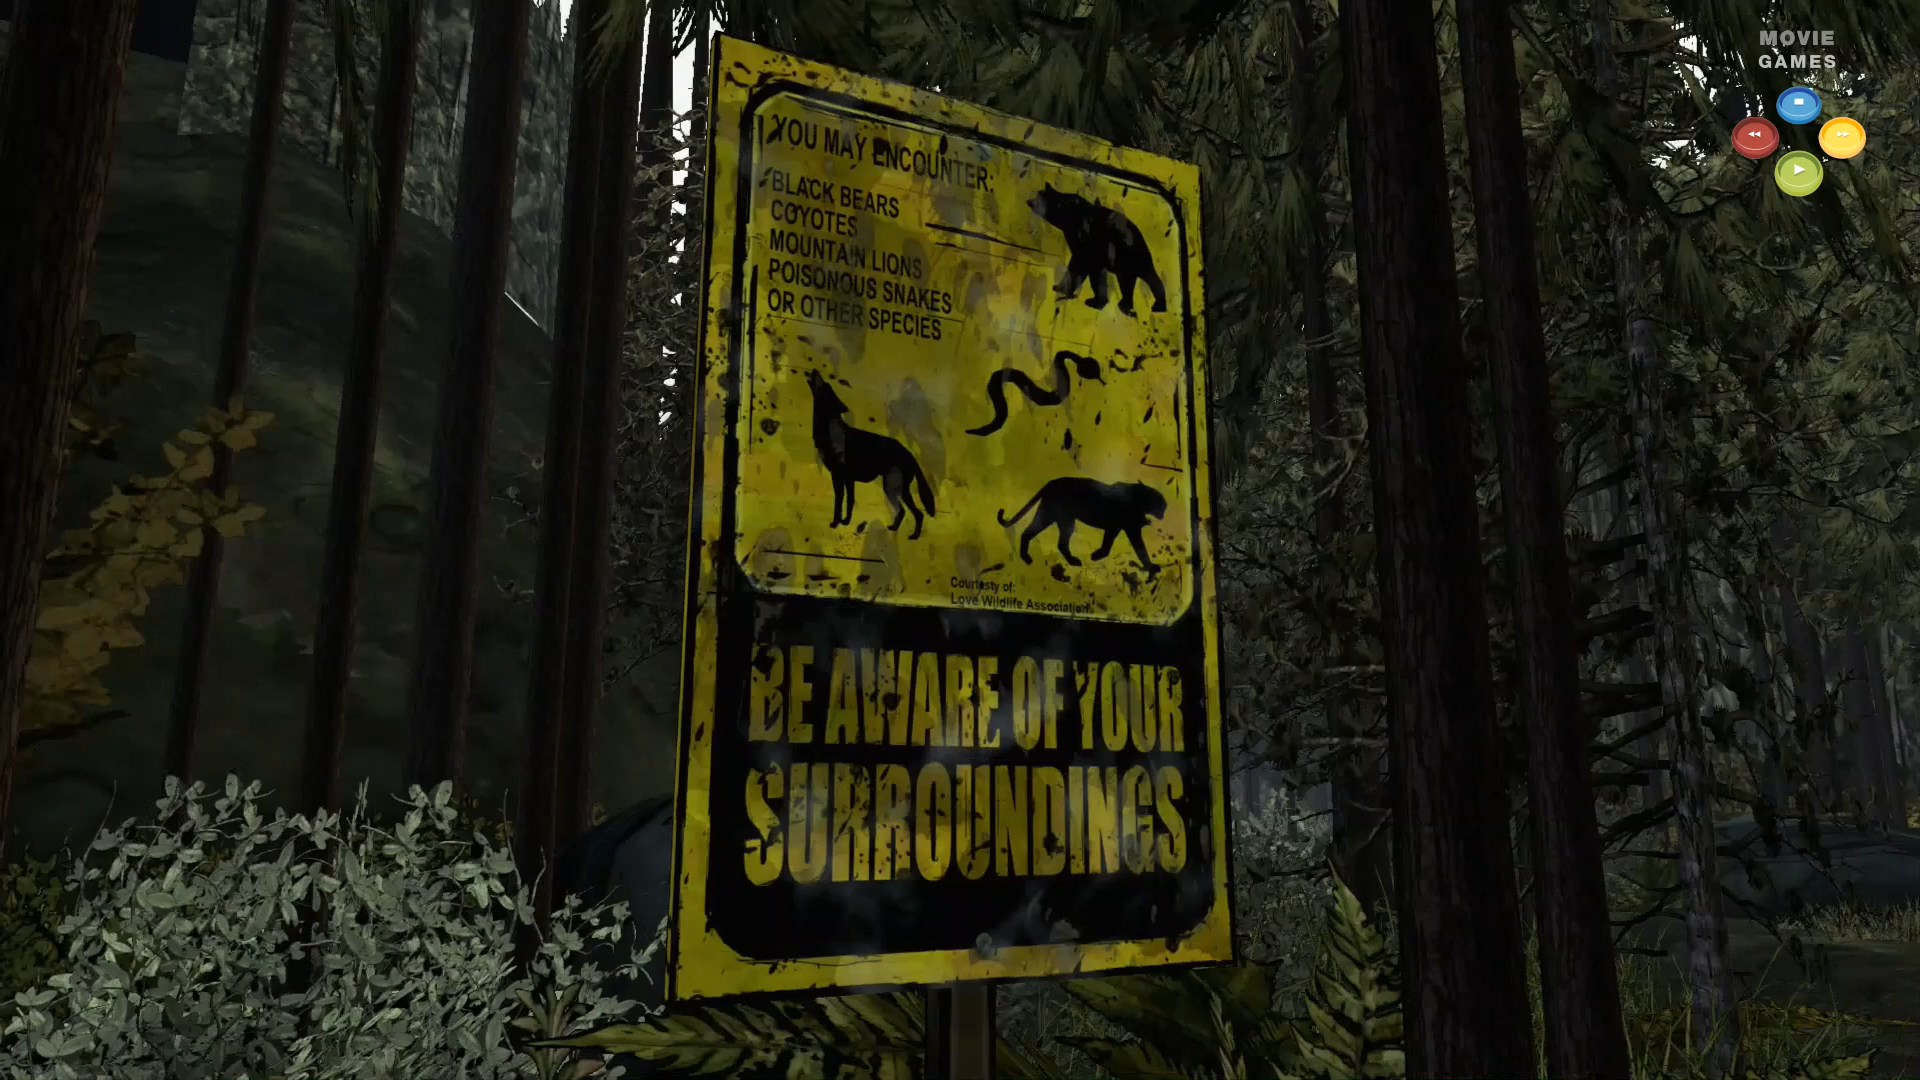 MOVIE
GAMES
YOU MAY ENCOUNTER:
BLACK BEARS
COYOTES
MOUNTAIN LIONS
POISONOUS SNAKES
OR OTHER SPECIES
Courtesty of:
Love Wildlife Association
BE AWARE OF YOUR
SURROUNDINGS